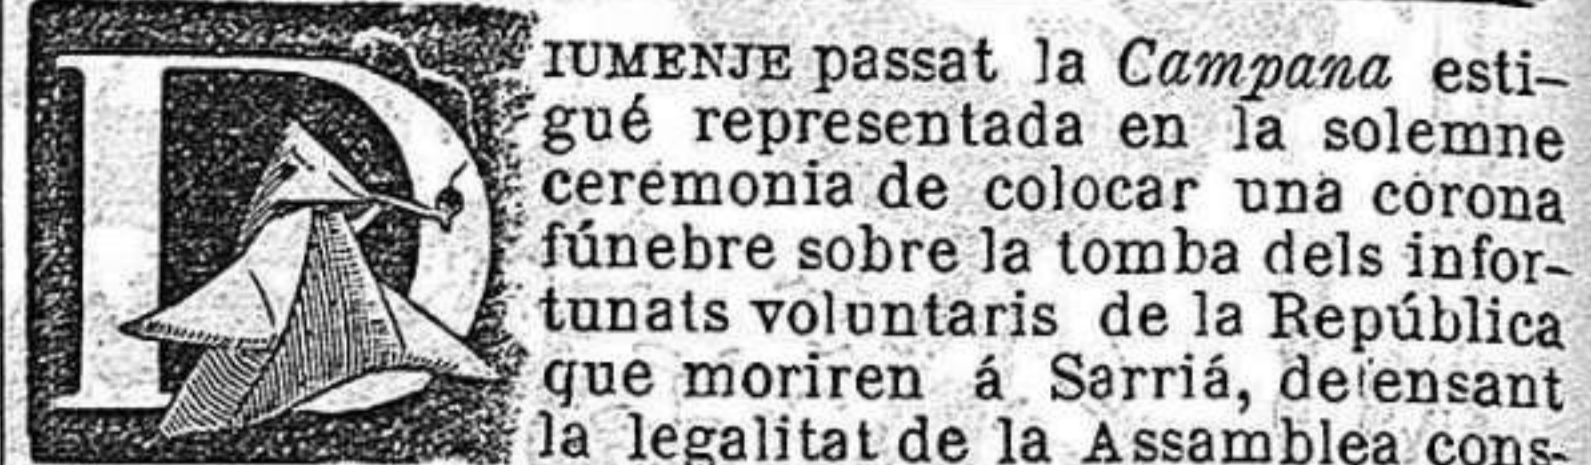 DIUMENJE passat la Campana esti-
gué representada en la solemne
ceremonia de colocar una corona
fúnebre sobre la tomba dels infor-
tunats voluntaris de la República
que moriren á Sarriá, defensant
la legalitat de la Assamblea cons-